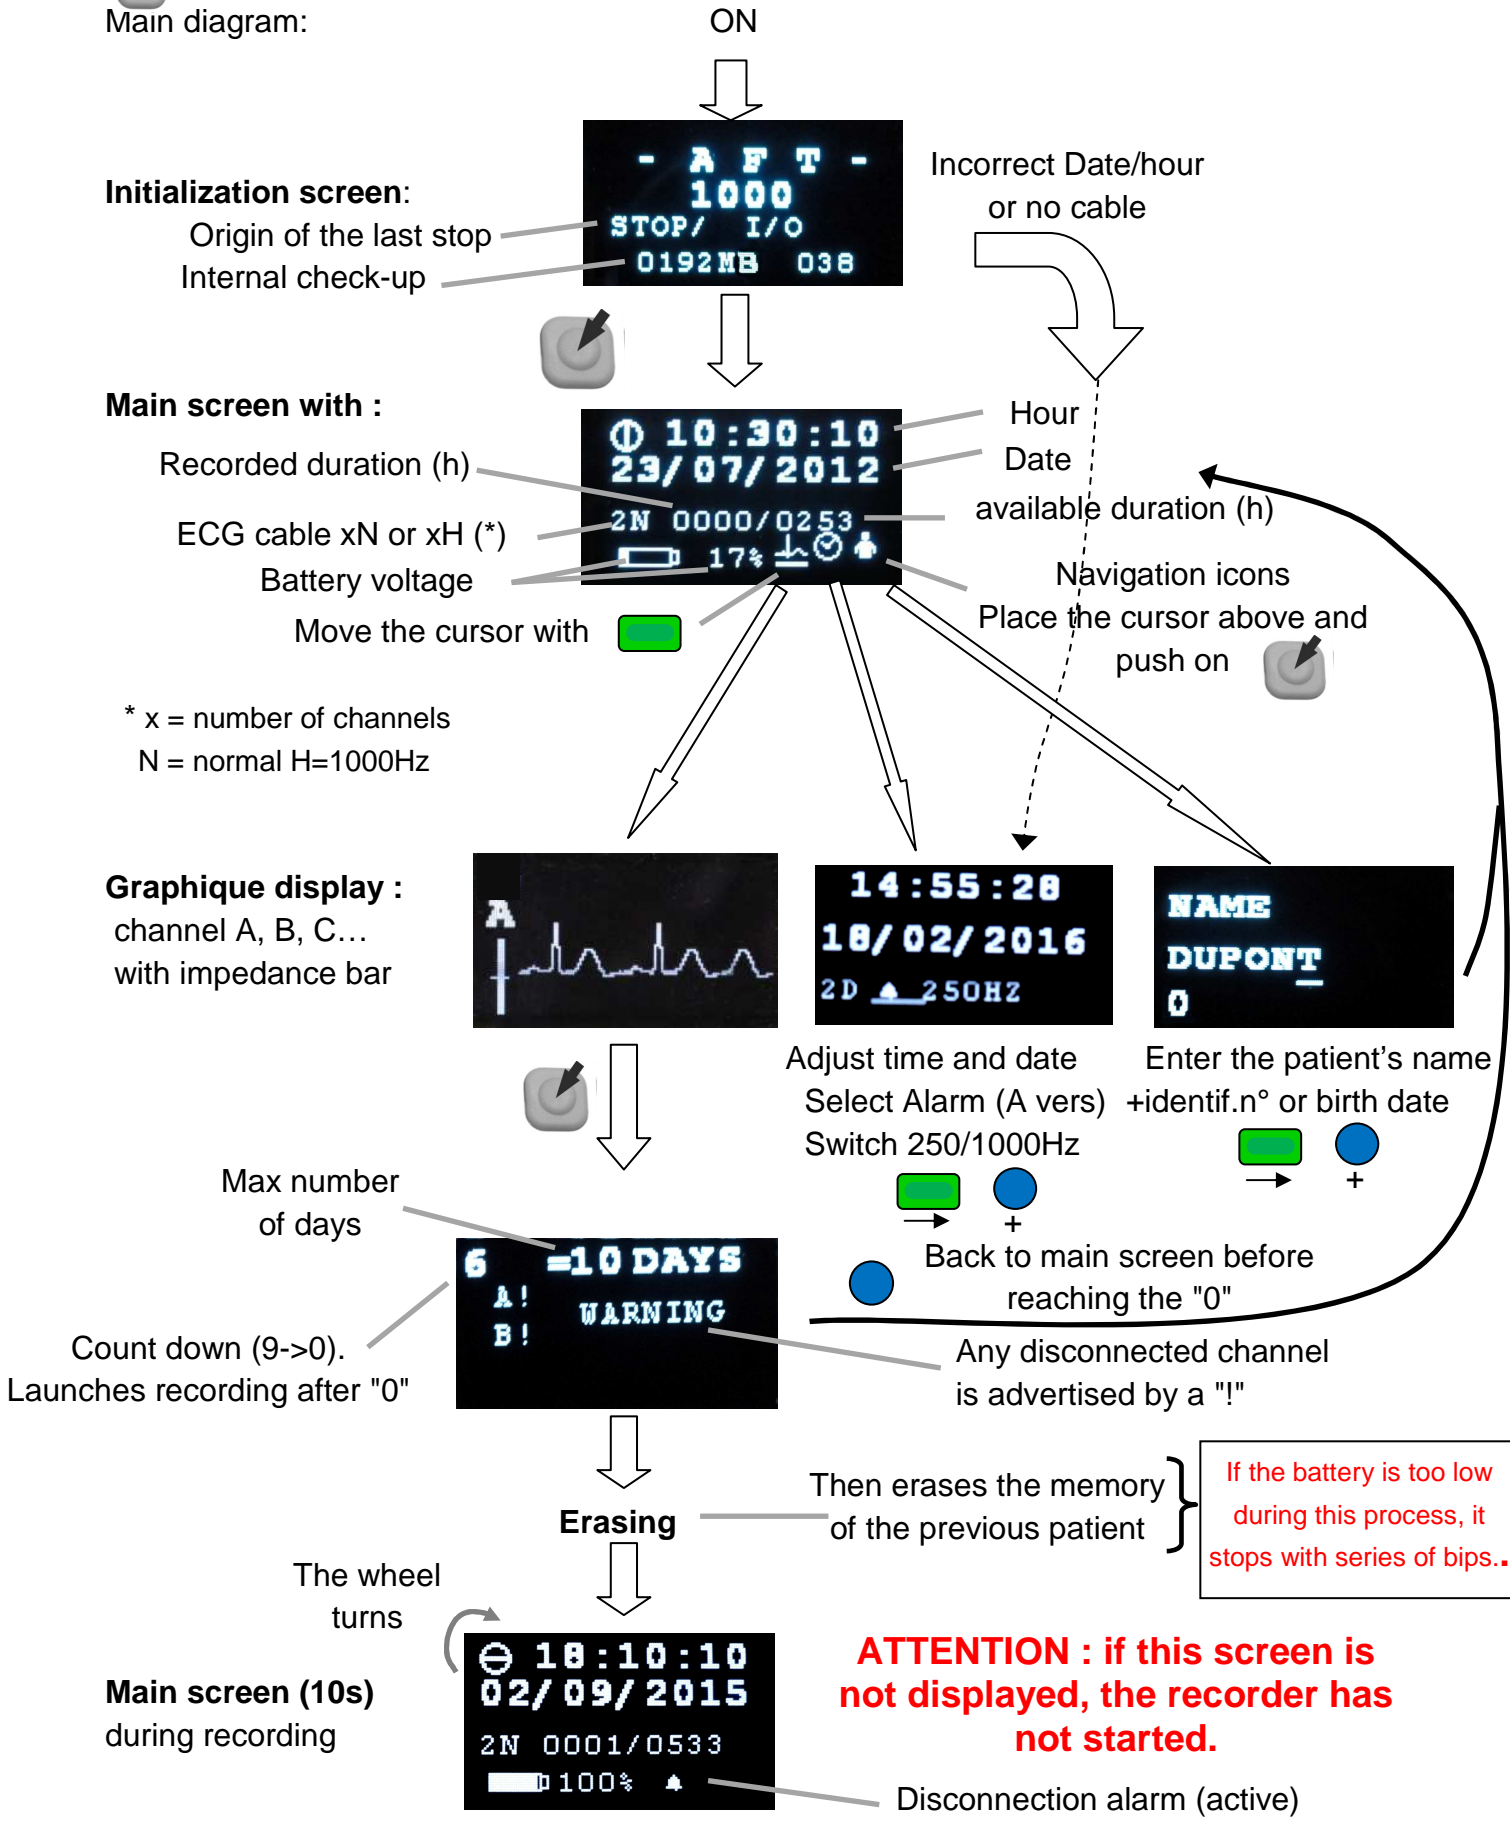 Main diagram:
ON
- A F T -
1000
STOP/ I/O
0192MB 038
Incorrect Date/hour
or no cable
Initialization screen:
Origin of the last stop
Internal check-up
Main screen with :
Recorded duration (h)
ECG cable xN or xH (*)
Battery voltage
Move the cursor with
10:30:10
23/07/2012
2N 0000/0253
17%
Hour
Date
available duration (h)
Navigation icons
Place the cursor above and
push on
* x = number of channels
N = normal H=1000Hz
Graphique display :
channel A, B, C…
with impedance bar
A
14:55:28
18/02/2016
2D 250HZ
NAME
DUPONT
0
Adjust time and date
Select Alarm (A vers)
Switch 250/1000Hz
+
Enter the patient's name
+identif.n° or birth date
+
Max number
of days
6 =10 DAYS
A!
WARNING
B!
Back to main screen before
reaching the "0"
Count down (9->0).
Launches recording after "0"
Any disconnected channel
is advertised by a "!"
Erasing
Then erases the memory
of the previous patient
If the battery is too low
during this process, it
stops with series of bips..
The wheel
turns
18:10:10
02/09/2015
2N 0001/0533
100%
Main screen (10s)
during recording
ATTENTION : if this screen is
not displayed, the recorder has
not started.
Disconnection alarm (active)